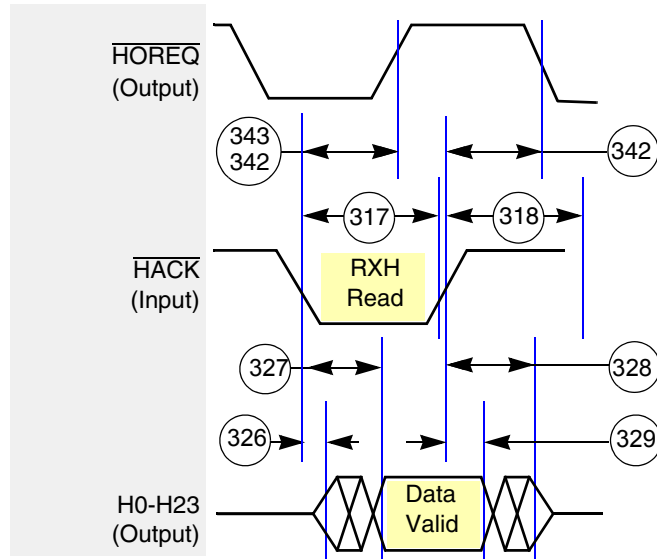 HOREQ
(Output)
343
342
342
317
318
HACK
(Input)
RXH
Read
327
328
326
329
H0-H23
(Output)
Data
Valid